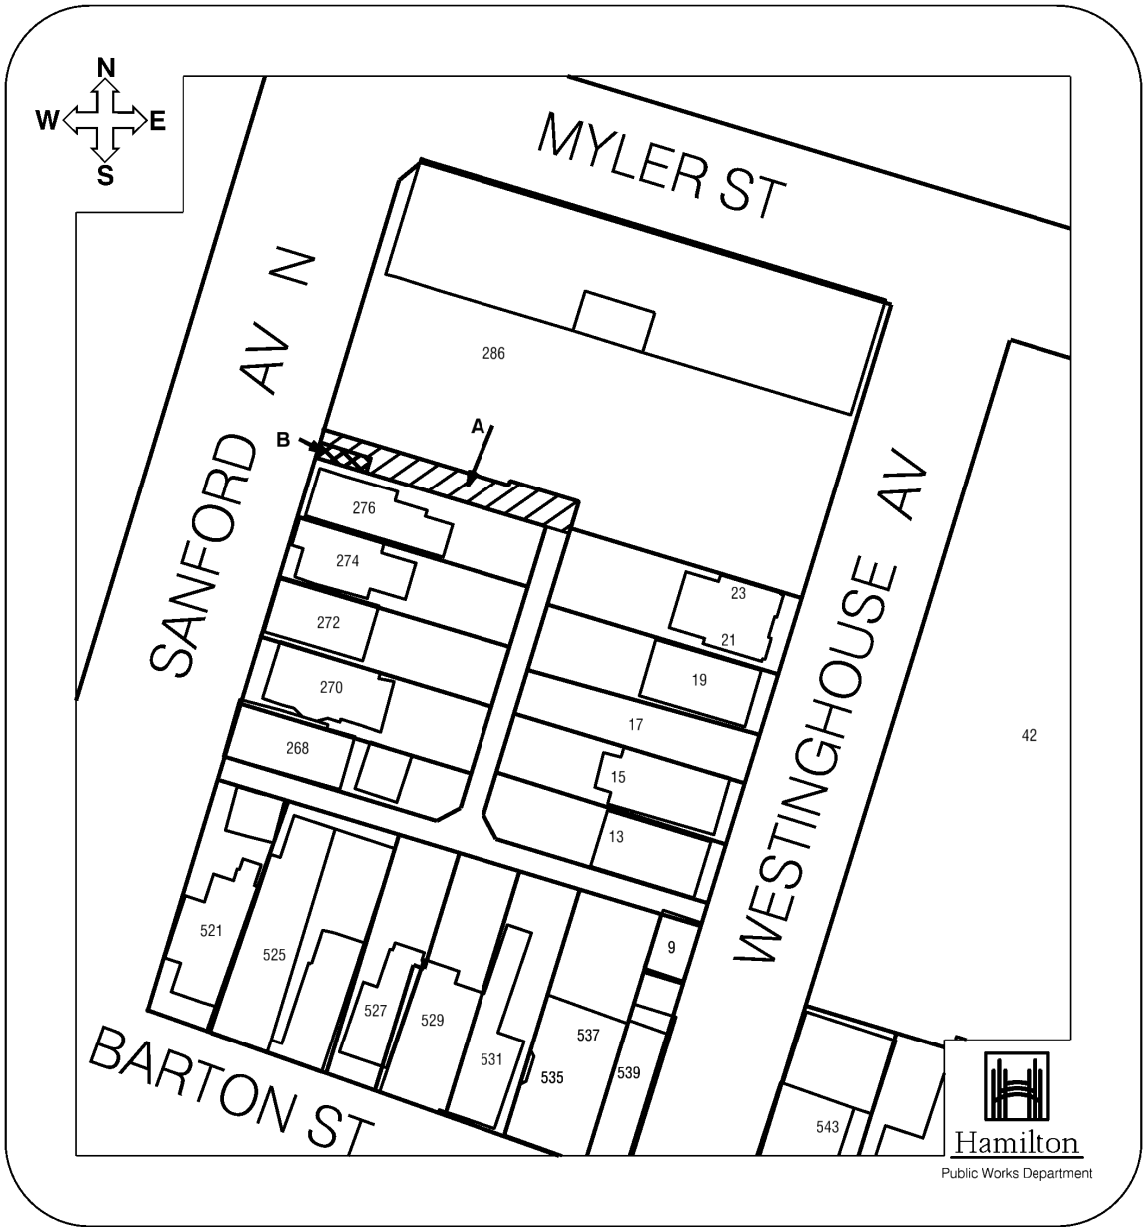 N
W E
S
MYLER ST
SANFORD AV N
286
A
B
276
274
272
270
268
23
21
19
17
15
13
WESTINGHOUSE AV
42
9
521
525
527
529
531
535
537
539
543
BARTON ST
Hamilton
Public Works Department